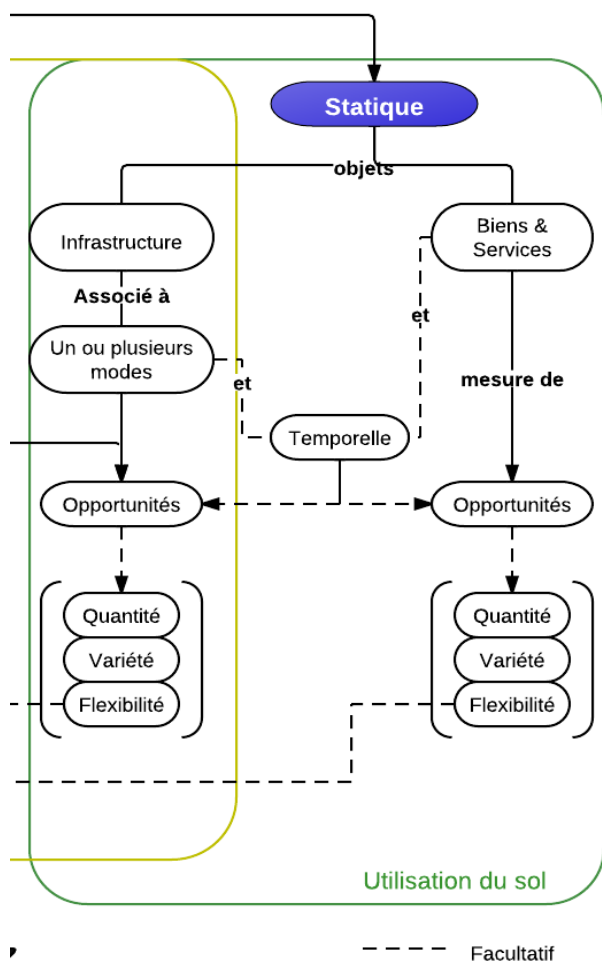 Statique
objets
Infrastructure
Biens &
Services
Associé à
et
Un ou plusieurs
modes
et
mesure de
Temporelle
Opportunités
Opportunités
Quantité
Variété
Flexibilité
Quantité
Variété
Flexibilité
Utilisation du sol
Facultatif